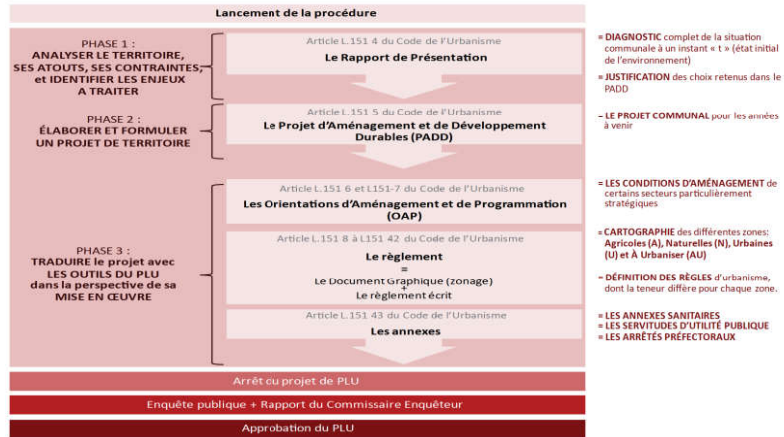 Lancement de la procédure
PHASE 1 :
ANALYSER LE TERRITOIRE,
SES ATOUTS, SES CONTRAINTES,
et IDENTIFIER LES ENJEUX
A TRAITER
Article L.151 4 du Code de l'Urbanisme
Le Rapport de Présentation
= DIAGNOSTIC complet de la situation
communale à un instant « t » (état initial
de l'environnement)
= JUSTIFICATION des choix retenus dans le
PADD
PHASE 2 :
ÉLABORER ET FORMULER
UN PROJET DE TERRITOIRE
Article L.151 5 du Code de l'Urbanisme
Le Projet d'Aménagement et de Développement
Durables (PADD)
– LE PROJET COMMUNAL pour les années
à venir
PHASE 3 :
TRADUIRE le projet avec
LES OUTILS DU PLU
dans la perspective de sa
MISE EN ŒUVRE
Article L.151 6 et L151-7 du Code de l'Urbanisme
Les Orientations d'Aménagement et de Programmation
(OAP)
= LES CONDITIONS D'AMÉNAGEMENT de
certains secteurs particulièrement
stratégiques
Article L.151 8 à L151 42 du Code de l'Urbanisme
Le règlement
=
Le Document Graphique (zonage)
+
Le règlement écrit
= CARTOGRAPHIE des différentes zones:
Agricoles (A), Naturelles (N), Urbaines
(U) et À Urbaniser (AU)
– DÉFINITION DES RÈGLES d'urbanisme,
dont la teneur diffère pour chaque zone.
Article L.151 43 du Code de l'Urbanisme
Les annexes
= LES ANNEXES SANITAIRES
= LES SERVITUDES D'UTILITÉ PUBLIQUE
= LES ARRÊTÉS PRÉFECTORAUX
Arrêt cu projet de PLU
Enquête publique + Rapport du Commissaire Enquêteur
Approbation du PLU